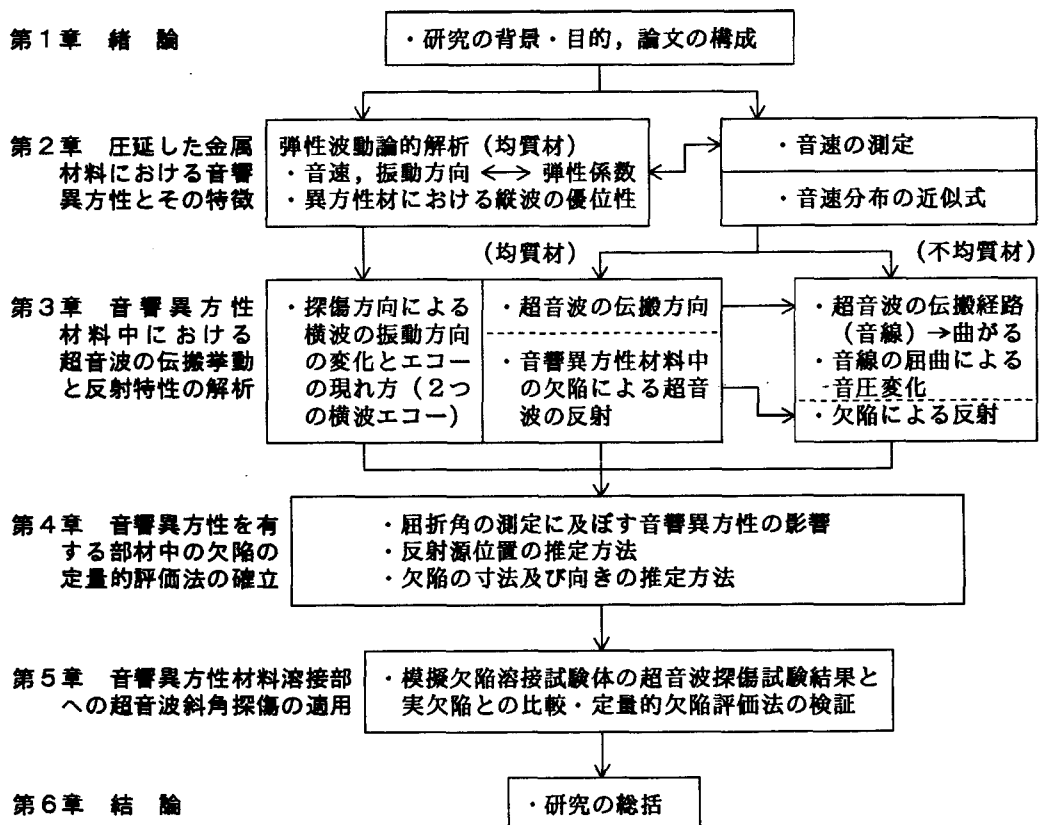 第1章 緒 論
・研究の背景・目的,論文の構成
第2章 圧延した金属
材料における音響
異方性とその特徴
弾性波動論的解析(均質材)
・音速,振動方向 <--> 弾性係数
・異方性材における縦波の優位性
・音速の測定
・音速分布の近似式
(均質材)
(不均質材)
第3章 音響異方性
材料中における
超音波の伝搬挙動
と反射特性の解析
・探傷方向による
横波の振動方向
の変化とエコー
の現れ方(2つ
の横波エコー)
・超音波の伝搬方向
・音響異方性材料中
の欠陥による超音
波の反射
・超音波の伝搬経路
(音線)→曲がる
・音線の屈曲による
音圧変化
・欠陥による反射
第4章 音響異方性を有
する部材中の欠陥の
定量的評価法の確立
・屈折角の測定に及ぼす音響異方性の影響
・反射源位置の推定方法
・欠陥の寸法及び向きの推定方法
第5章 音響異方性材料溶接部
への超音波斜角探傷の適用
・模擬欠陥溶接試験体の超音波探傷試験結果と
実欠陥との比較・定量的欠陥評価法の検証
第6章 結 論
・研究の総括